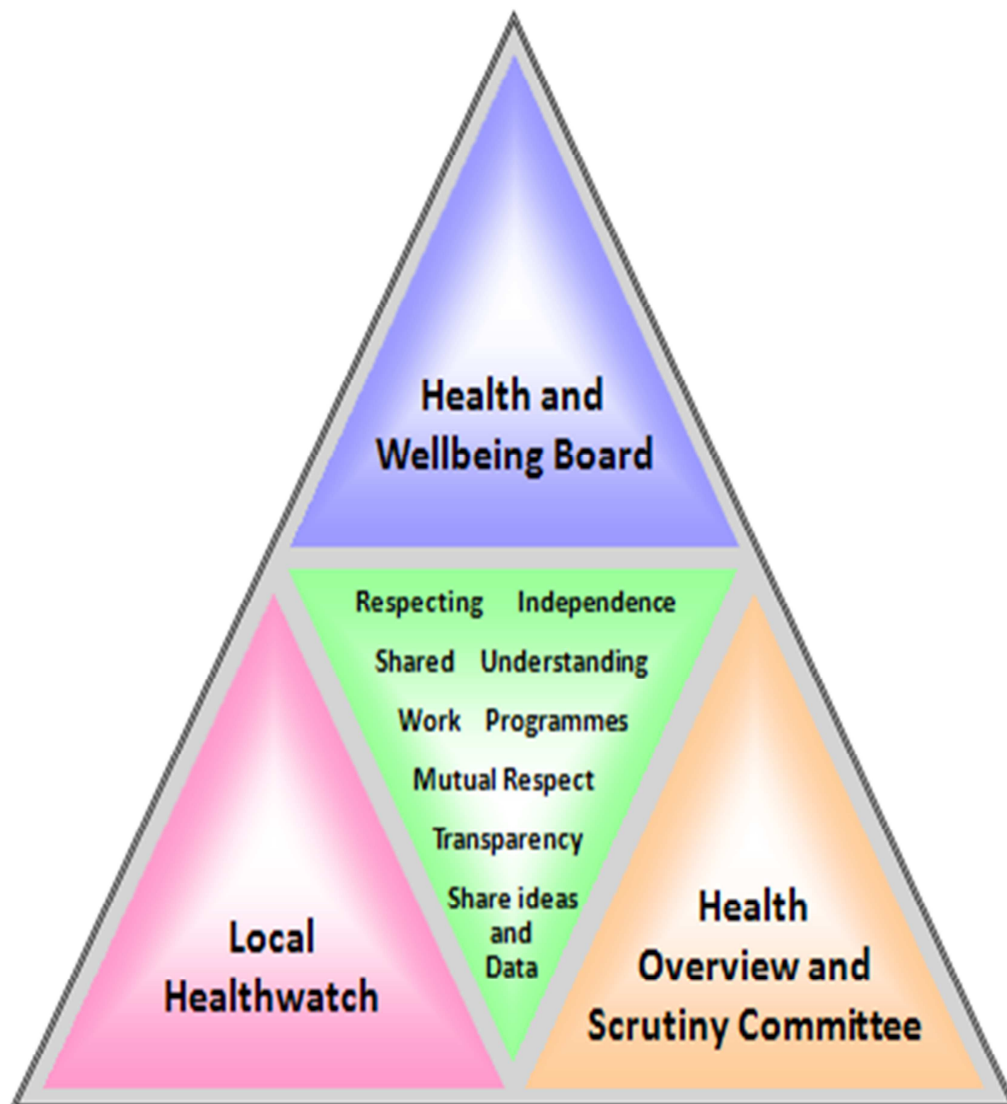 Health and
Wellbeing Board
Respecting Independence
Shared Understanding
Work Programmes
Mutual Respect
Transparency
Share ideas
and
Data
Local
Healthwatch
Health
Overview and
Scrutiny Committee